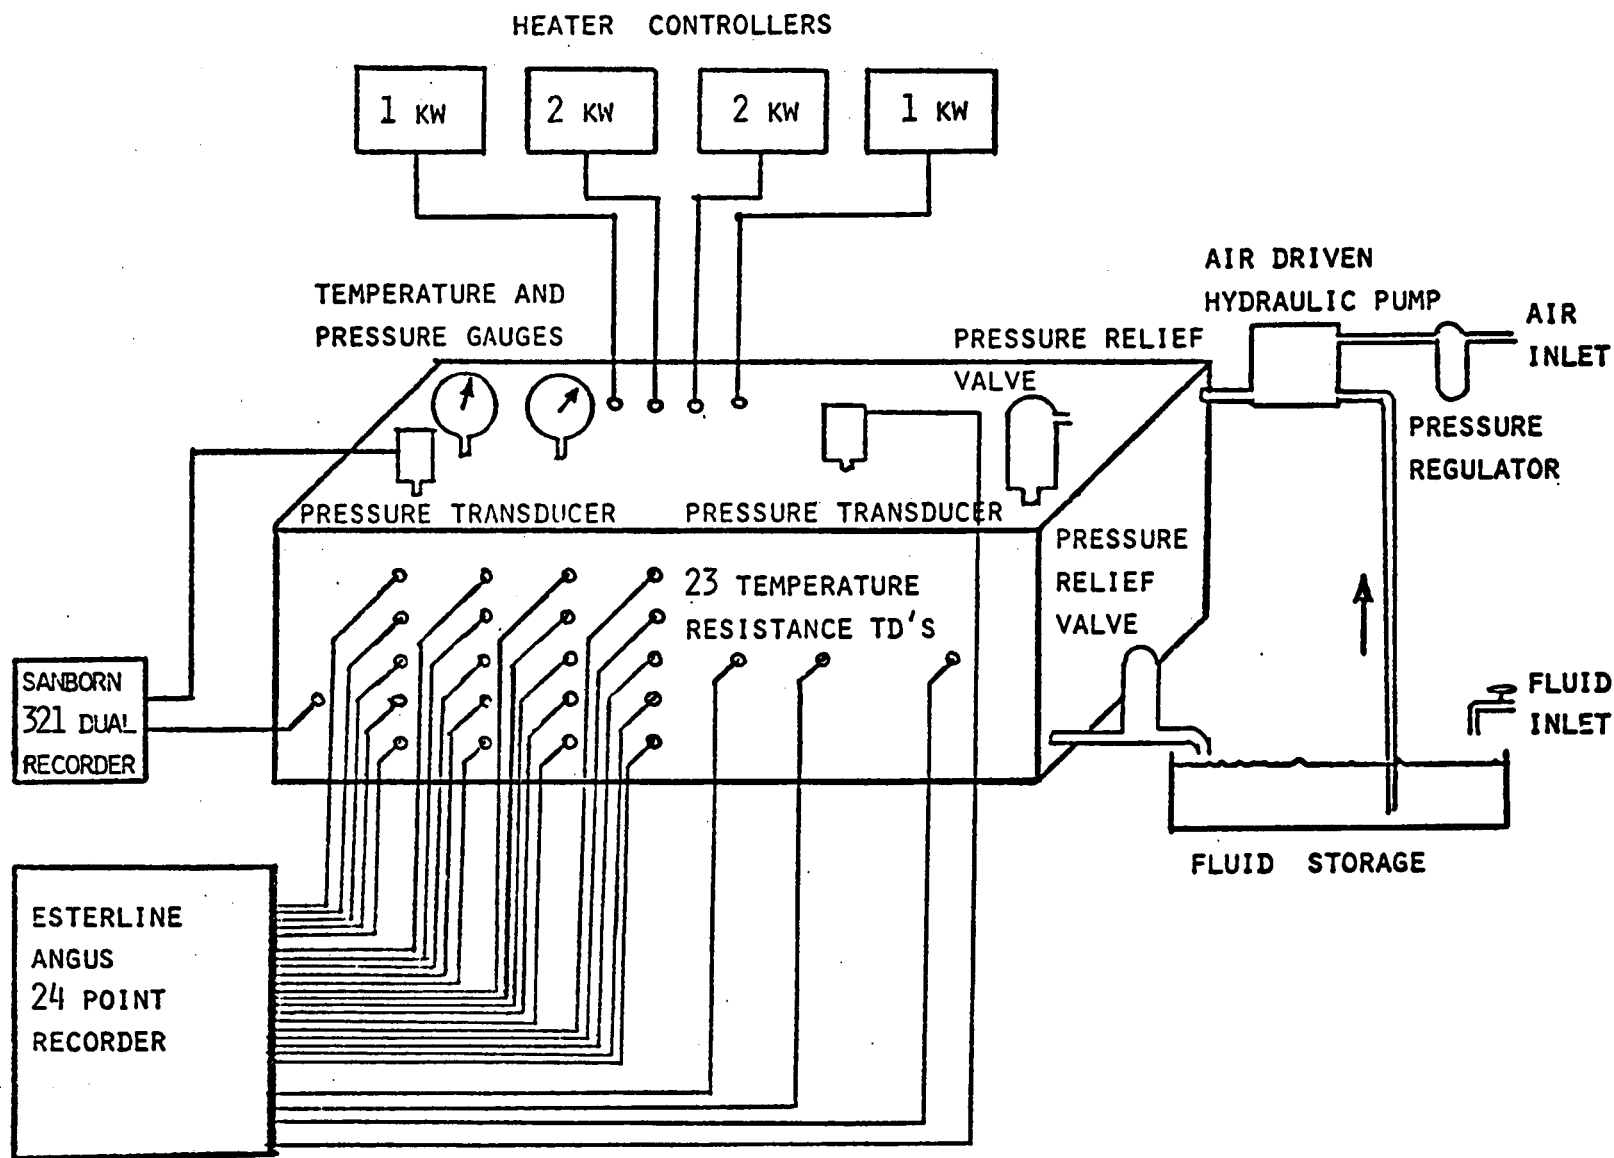 HEATER CONTROLLERS
1 KW
2 KW
2 KW
1 KW
TEMPERATURE AND
PRESSURE GAUGES
PRESSURE RELIEF
VALVE
AIR DRIVEN
HYDRAULIC PUMP
AIR
INLET
PRESSURE
REGULATOR
PRESSURE TRANSDUCER
PRESSURE TRANSDUCER
PRESSURE
RELIEF
VALVE
23 TEMPERATURE
RESISTANCE TD'S
SANBORN
321 DUAL
RECORDER
FLUID
INLET
FLUID STORAGE
ESTERLINE
ANGUS
24 POINT
RECORDER